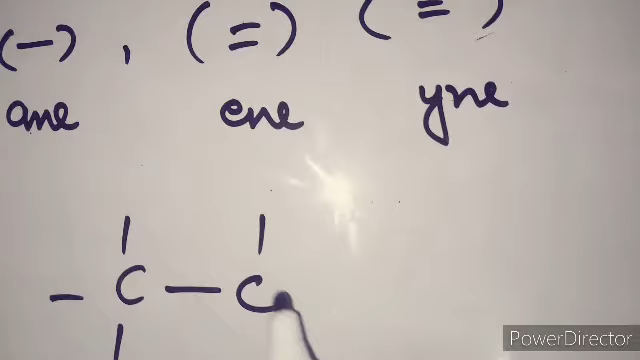 (−) , (=) (≡)
ane ene yne
C — C
PowerDirector